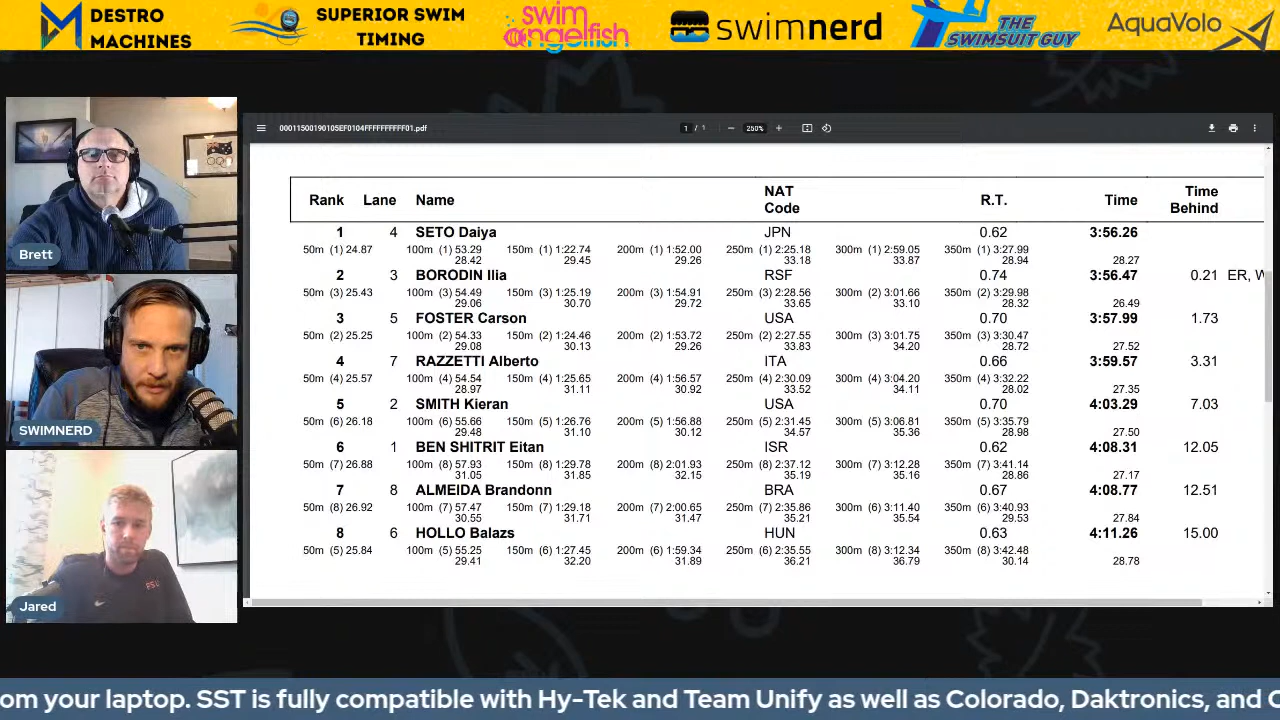 DESTRO
MACHINES
SUPERIOR SWIM
TIMING
swim
angelfish
swimnerd
THE
SWIMSUIT GUY
AquaVolo
Brett
SWIMNERD
Jared
00011500190105EF0104FFFFFFFFFF01.pdf
1 / 1
250%
Rank Lane Name NAT Code R.T. Time Time Behind
1 4 SETO Daiya JPN 0.62 3:56.26
50m (1) 24.87 100m (1) 53.29 150m (1) 1:22.74 200m (1) 1:52.00 250m (1) 2:25.18 300m (1) 2:59.05 350m (1) 3:27.99
28.42 29.45 29.26 33.18 33.87 28.94 28.27
2 3 BORODIN Ilia RSF 0.74 3:56.47 0.21 ER, W
50m (3) 25.43 100m (3) 54.49 150m (3) 1:25.19 200m (3) 1:54.91 250m (3) 2:28.56 300m (2) 3:01.66 350m (2) 3:29.98
29.06 30.70 29.72 33.65 33.10 28.32 26.49
3 5 FOSTER Carson USA 0.70 3:57.99 1.73
50m (2) 25.25 100m (2) 54.33 150m (2) 1:24.46 200m (2) 1:53.72 250m (2) 2:27.55 300m (3) 3:01.75 350m (3) 3:30.47
29.08 30.13 29.26 33.83 34.20 28.72 27.52
4 7 RAZZETTI Alberto ITA 0.66 3:59.57 3.31
50m (4) 25.57 100m (4) 54.54 150m (4) 1:25.65 200m (4) 1:56.57 250m (4) 2:30.09 300m (4) 3:04.20 350m (4) 3:32.22
28.97 31.11 30.92 33.52 34.11 28.02 27.35
5 2 SMITH Kieran USA 0.70 4:03.29 7.03
50m (6) 26.18 100m (6) 55.66 150m (5) 1:26.76 200m (5) 1:56.88 250m (5) 2:31.45 300m (5) 3:06.81 350m (5) 3:35.79
29.48 31.10 30.12 34.57 35.36 28.98 27.50
6 1 BEN SHITRIT Eitan ISR 0.62 4:08.31 12.05
50m (7) 26.88 100m (8) 57.93 150m (8) 1:29.78 200m (8) 2:01.93 250m (8) 2:37.12 300m (7) 3:12.28 350m (7) 3:41.14
31.05 31.85 32.15 35.19 35.16 28.86 27.17
7 8 ALMEIDA Brandonn BRA 0.67 4:08.77 12.51
50m (8) 26.92 100m (7) 57.47 150m (7) 1:29.18 200m (7) 2:00.65 250m (7) 2:35.86 300m (6) 3:11.40 350m (6) 3:40.93
30.55 31.71 31.47 35.21 35.54 29.53 27.84
8 6 HOLLO Balazs HUN 0.63 4:11.26 15.00
50m (5) 25.84 100m (5) 55.25 150m (6) 1:27.45 200m (6) 1:59.34 250m (6) 2:35.55 300m (8) 3:12.34 350m (8) 3:42.48
29.41 32.20 31.89 36.21 36.79 30.14 28.78
om your laptop. SST is fully compatible with Hy-Tek and Team Unify as well as Colorado, Daktronics, and